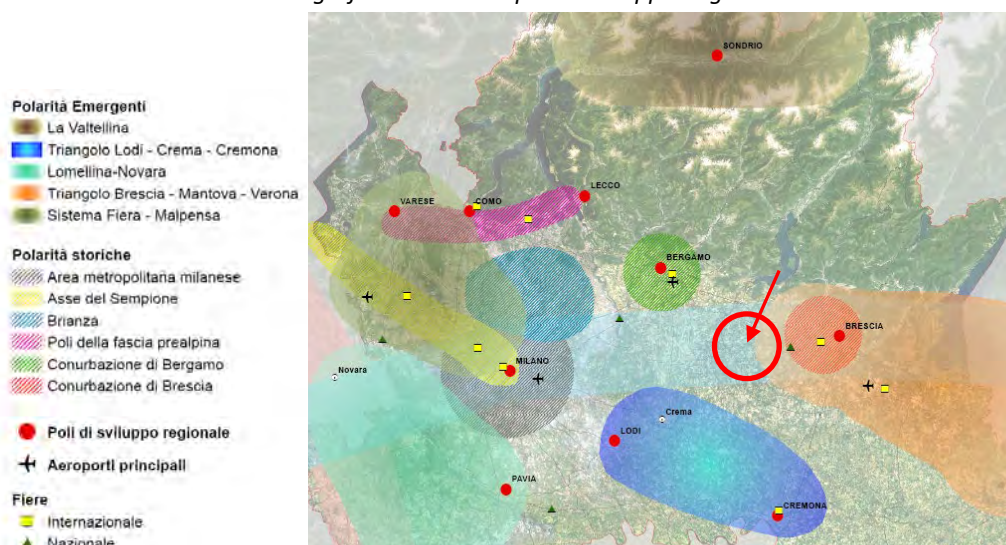 Polarità Emergenti
La Valtellina
Triangolo Lodi - Crema - Cremona
Lomellina-Novara
Triangolo Brescia - Mantova - Verona
Sistema Fiera - Malpensa
Polarità storiche
Area metropolitana milanese
Asse del Sempione
Brianza
Poli della fascia prealpina
Conurbazione di Bergamo
Conurbazione di Brescia
Poli di sviluppo regionale
Aeroporti principali
Fiere
Internazionale
Nazionale
SONDRIO
LECCO
VARESE
COMO
BERGAMO
BRESCIA
MILANO
Novara
Crema
LODI
PAVIA
CREMONA